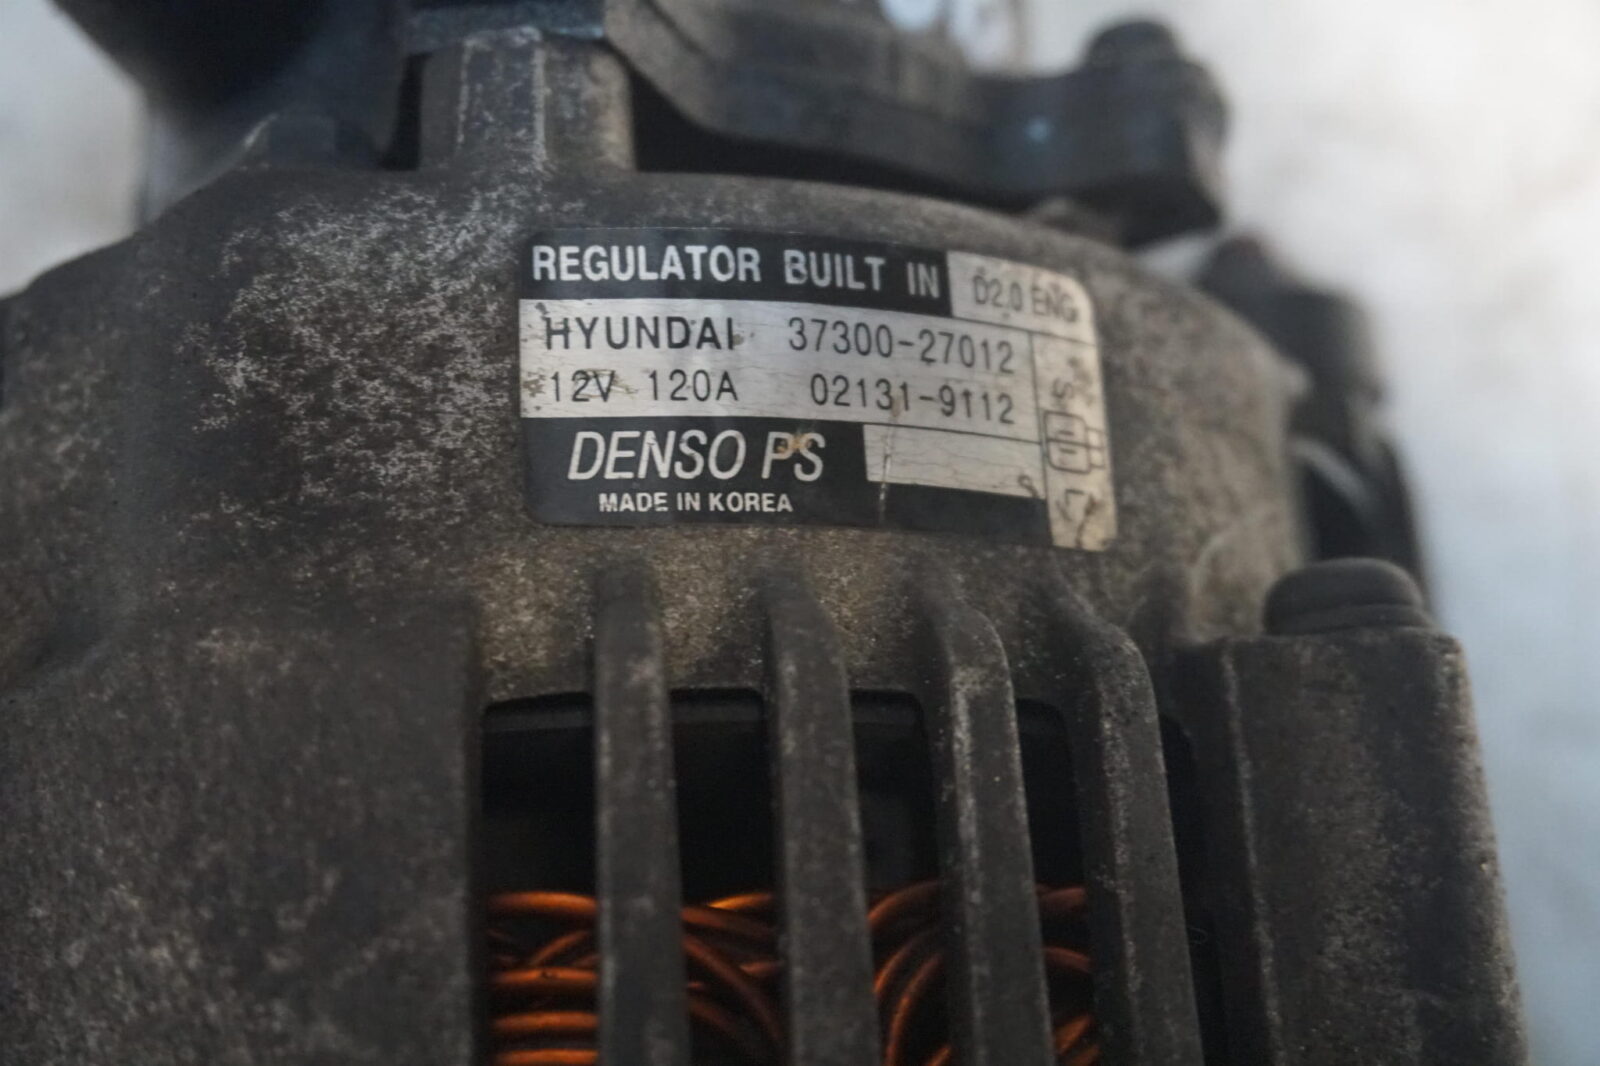 REGULATOR BUILT IN D2.0 ENG
HYUNDAI 37300-27012
12V 120A 02131-9112
DENSO PS
MADE IN KOREA
S
L